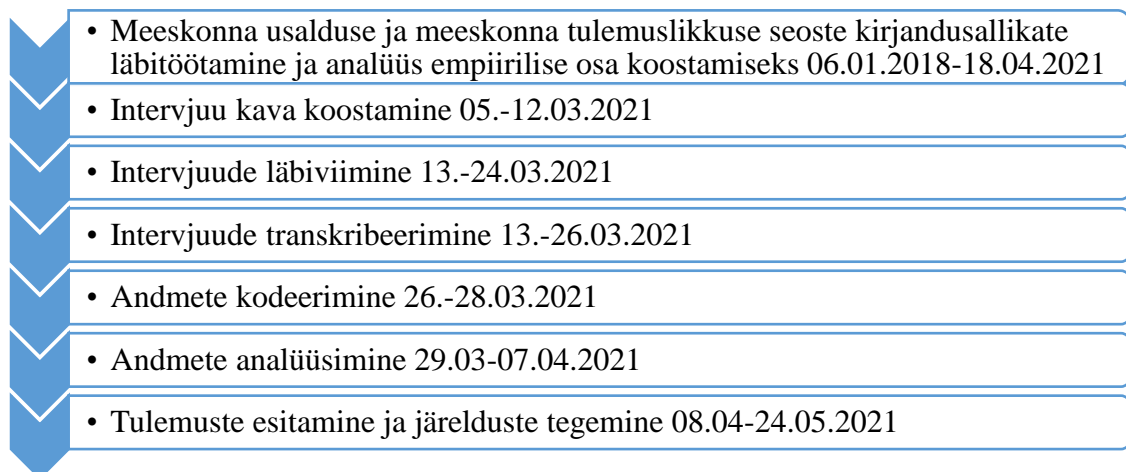 • Meeskonna usalduse ja meeskonna tulemuslikkuse seoste kirjandusallikate
läbitöötamine ja analüüs empiirilise osa koostamiseks 06.01.2018-18.04.2021
• Intervjuu kava koostamine 05.-12.03.2021
• Intervjuude läbiviimine 13.-24.03.2021
• Intervjuude transkribeerimine 13.-26.03.2021
• Andmete kodeerimine 26.-28.03.2021
• Andmete analüüsimine 29.03-07.04.2021
• Tulemuste esitamine ja järelduste tegemine 08.04-24.05.2021